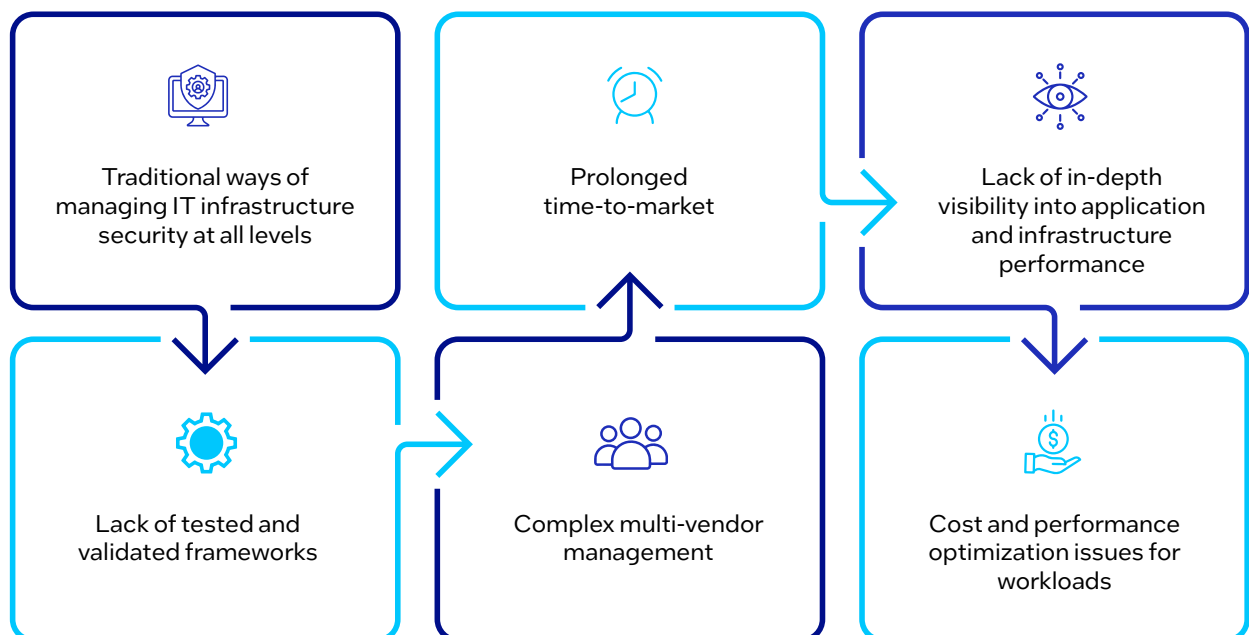 Traditional ways of
managing IT infrastructure
security at all levels
Lack of tested and
validated frameworks
Complex multi-vendor
management
Prolonged
time-to-market
Lack of in-depth
visibility into application
and infrastructure
performance
Cost and performance
optimization issues for
workloads
$